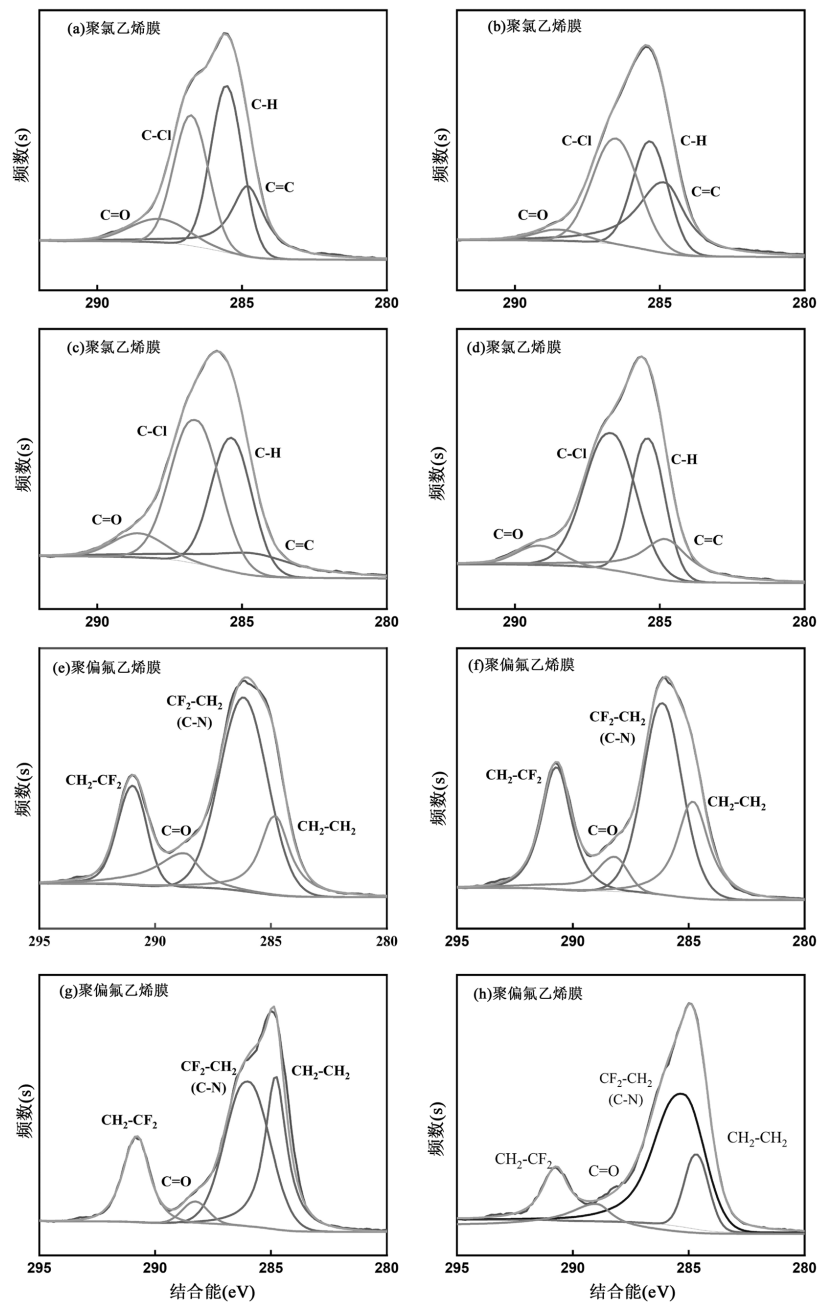 (a)聚氯乙烯膜
C-H
C-Cl
C=C
C=O
频数(s)
290
285
280
(b)聚氯乙烯膜
C-Cl
C-H
C=C
C=O
频数(s)
290
285
280
(c)聚氯乙烯膜
C-Cl
C-H
C=O
C=C
频数(s)
290
285
280
(d)聚氯乙烯膜
C-Cl
C-H
C=O
C=C
频数(s)
290
285
280
(e)聚偏氟乙烯膜
CF₂-CH₂
(C-N)
CH₂-CF₂
C=O
CH₂-CH₂
频数(s)
295
290
285
280
(f)聚偏氟乙烯膜
CF₂-CH₂
(C-N)
CH₂-CF₂
CH₂-CH₂
C=O
频数(s)
295
290
285
280
(g)聚偏氟乙烯膜
CF₂-CH₂
(C-N)
CH₂-CH₂
CH₂-CF₂
C=O
频数(s)
295
290
285
280
结合能(eV)
(h)聚偏氟乙烯膜
CF₂-CH₂
(C-N)
CH₂-CH₂
CH₂-CF₂
C=O
频数(s)
295
290
285
280
结合能(eV)